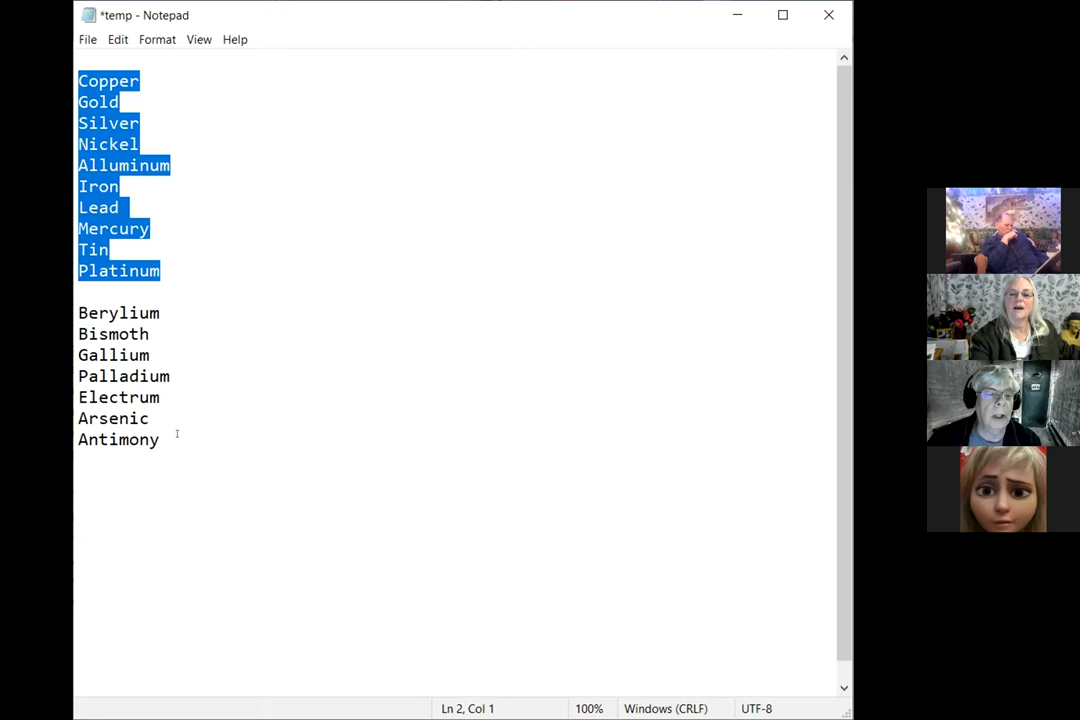 *temp - Notepad
File Edit Format View Help
Copper
Gold
Silver
Nickel
Alluminum
Iron
Lead
Mercury
Tin
Platinum
Berylium
Bismoth
Gallium
Palladium
Electrum
Arsenic
Antimony
Ln 2, Col 1 100% Windows (CRLF) UTF-8